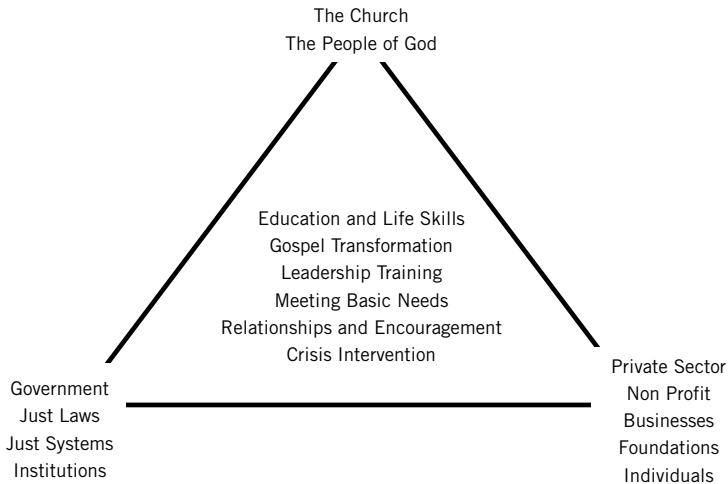 The Church
The People of God
Education and Life Skills
Gospel Transformation
Leadership Training
Meeting Basic Needs
Relationships and Encouragement
Crisis Intervention
Government
Just Laws
Just Systems
Institutions
Private Sector
Non Profit
Businesses
Foundations
Individuals